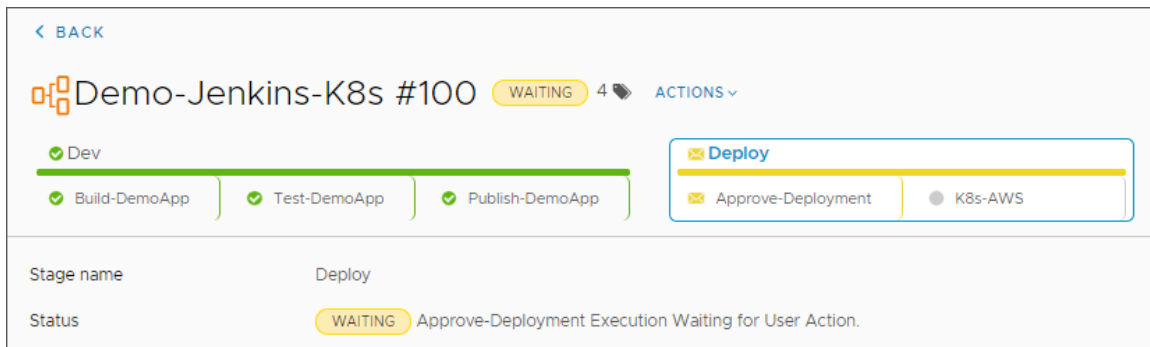 BACK
Demo-Jenkins-K8s #100 WAITING 4 ACTIONS
Dev Deploy
Build-DemoApp Test-DemoApp Publish-DemoApp Approve-Deployment K8s-AWS
Stage name Deploy
Status WAITING Approve-Deployment Execution Waiting for User Action.